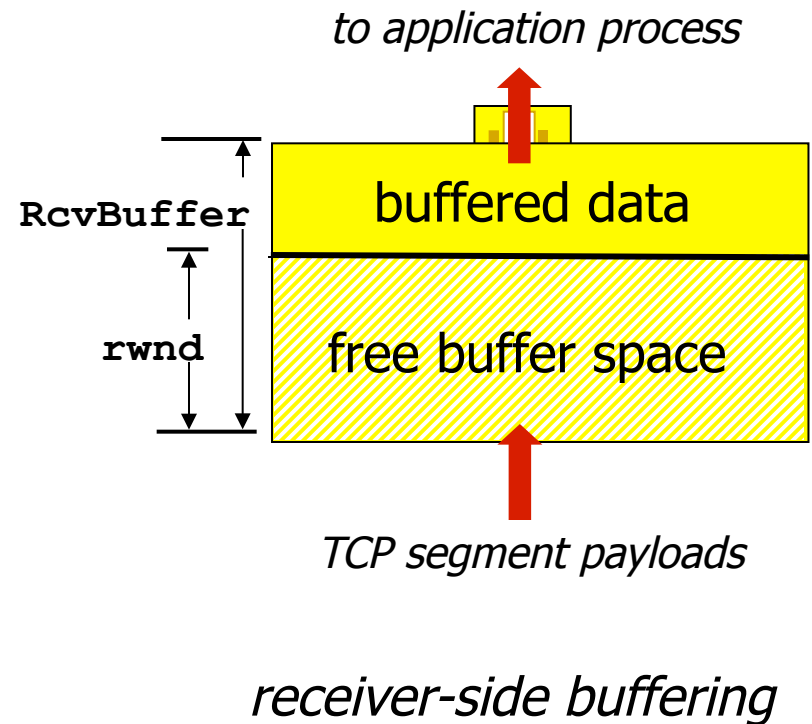 to application process
RcvBuffer
buffered data
rwnd
free buffer space
TCP segment payloads
receiver-side buffering